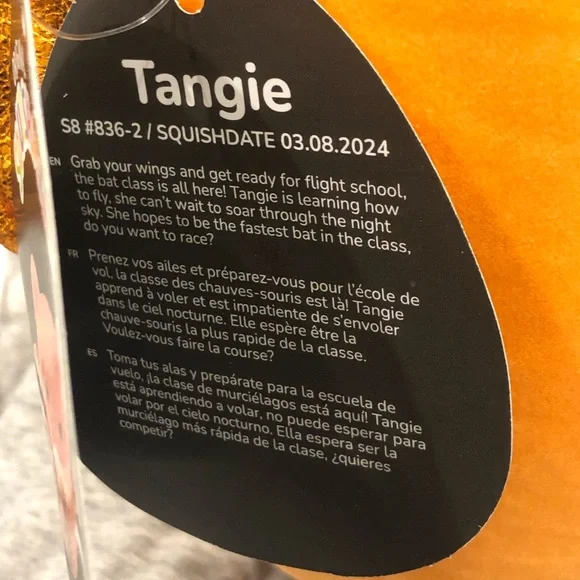 Tangie
S8 #836-2 / SQUISHDATE 03.08.2024
EN Grab your wings and get ready for flight school,
the bat class is all here! Tangie is learning how
to fly, she can't wait to soar through the night
sky. She hopes to be the fastest bat in the class,
do you want to race?
FR Prenez vos ailes et préparez-vous pour l'école de
vol, la classe des chauves-souris est là! Tangie
apprend à voler et est impatiente de s'envoler
dans le ciel nocturne. Elle espère être la
chauve-souris la plus rapide de la classe.
Voulez-vous faire la course?
ES Toma tus alas y prepárate para la escuela de
vuelo, ¡la clase de murciélagos está aquí! Tangie
está aprendiendo a volar, no puede esperar para
volar por el cielo nocturno. Ella espera ser la
murciélago más rápida de la clase, ¿quieres
competir?